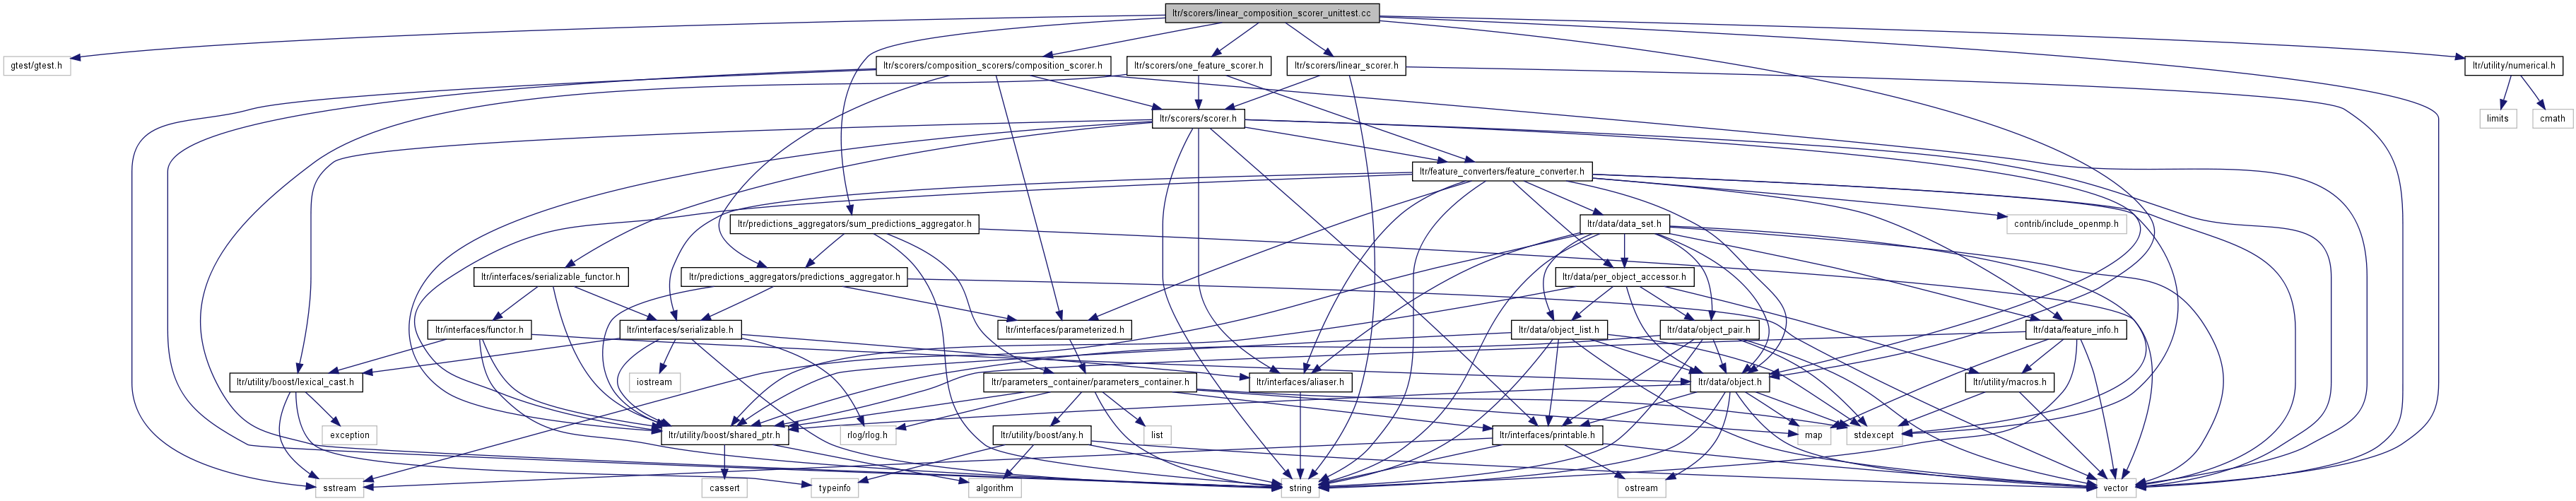 ltr/scorers/linear_composition_scorer_unittest.cc
gtest/gtest.h
ltr/scorers/composition_scorers/composition_scorer.h
ltr/scorers/one_feature_scorer.h
ltr/scorers/linear_scorer.h
ltr/utility/numerical.h
ltr/scorers/scorer.h
limits
cmath
ltr/feature_converters/feature_converter.h
ltr/predictions_aggregators/sum_predictions_aggregator.h
ltr/data/data_set.h
contrib/include_openmp.h
ltr/interfaces/serializable_functor.h
ltr/predictions_aggregators/predictions_aggregator.h
ltr/data/per_object_accessor.h
ltr/interfaces/functor.h
ltr/interfaces/serializable.h
ltr/interfaces/parameterized.h
ltr/data/object_list.h
ltr/data/object_pair.h
ltr/data/feature_info.h
ltr/utility/boost/lexical_cast.h
iostream
ltr/parameters_container/parameters_container.h
ltr/interfaces/aliaser.h
ltr/data/object.h
ltr/utility/macros.h
exception
ltr/utility/boost/shared_ptr.h
rlog/rlog.h
ltr/utility/boost/any.h
list
ltr/interfaces/printable.h
map
stdexcept
sstream
cassert
typeinfo
algorithm
string
ostream
vector